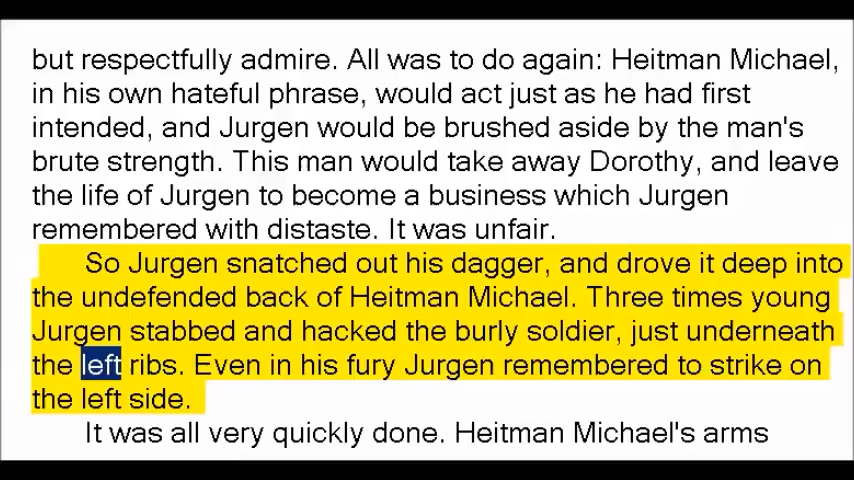 but respectfully admire. All was to do again: Heitman Michael,
in his own hateful phrase, would act just as he had first
intended, and Jurgen would be brushed aside by the man's
brute strength. This man would take away Dorothy, and leave
the life of Jurgen to become a business which Jurgen
remembered with distaste. It was unfair.
So Jurgen snatched out his dagger, and drove it deep into
the undefended back of Heitman Michael. Three times young
Jurgen stabbed and hacked the burly soldier, just underneath
the left ribs. Even in his fury Jurgen remembered to strike on
the left side.
It was all very quickly done. Heitman Michael's arms